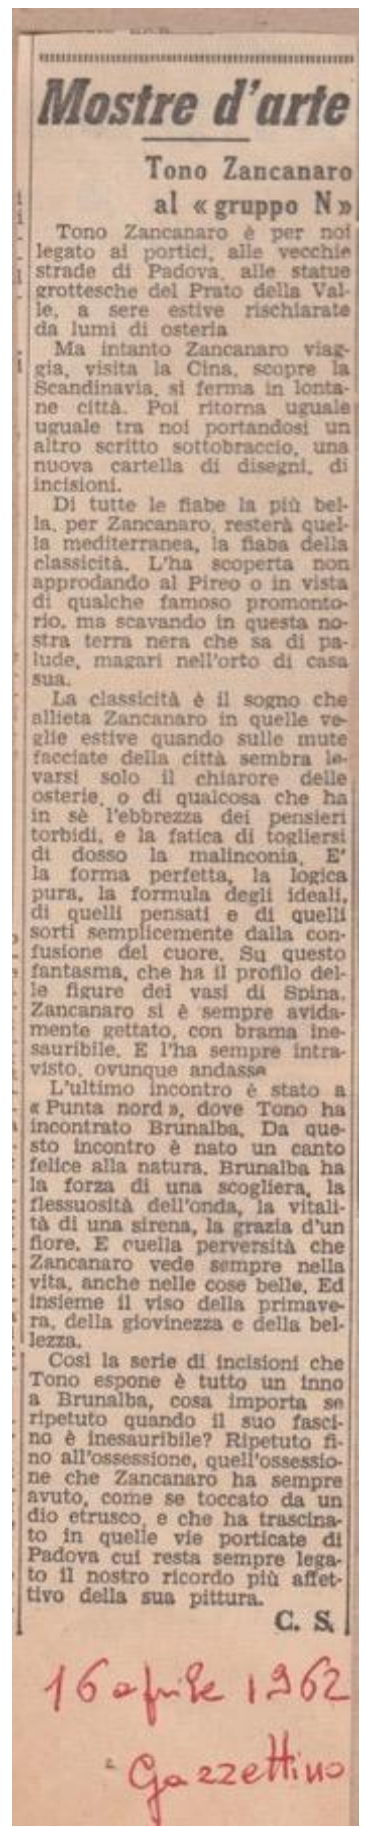 Mostre d'arte
Tono Zancanaro
al « gruppo N »
Tono Zancanaro è per noi
legato ai portici, alle vecchie
strade di Padova, alle statue
grottesche del Prato della Val-
le, a sere estive rischiarate
da lumi di osteria
Ma intanto Zancanaro viag-
gia, visita la Cina, scopre la
Scandinavia, si ferma in lonta-
ne città. Poi ritorna uguale
uguale tra noi portandosi un
altro scritto sottobraccio, una
nuova cartella di disegni, di
incisioni.
Di tutte le fiabe la più bel-
la, per Zancanaro, resterà quel-
la mediterranea, la fiaba della
classicità. L'ha scoperta non
approdando al Pireo o in vista
di qualche famoso promonto-
rio, ma scavando in questa no-
stra terra nera che sa di pa-
lude, magari nell'orto di casa
sua.
La classicità è il sogno che
allieta Zancanaro in quelle ve-
glie estive quando sulle mute
facciate della città sembra le-
varsi solo il chiarore delle
osterie, o di qualcosa che ha
in sè l'ebbrezza dei pensieri
torbidi, e la fatica di togliersi
di dosso la malinconia. E'
la forma perfetta, la logica
pura, la formula degli ideali,
di quelli pensati e di quelli
sorti semplicemente dalla con-
fusione del cuore. Su questo
fantasma, che ha il profilo del-
le figure dei vasi di Spina,
Zancanaro si è sempre avida-
mente gettato, con brama ine-
sauribile. E l'ha sempre intra-
visto, ovunque andasse
L'ultimo incontro è stato a
« Punta nord », dove Tono ha
incontrato Brunalba. Da que-
sto incontro è nato un canto
felice alla natura. Brunalba ha
la forza di una scogliera, la
flessuosità dell'onda, la vitali-
tà di una sirena, la grazia d'un
fiore. E quella perversità che
Zancanaro vede sempre nella
vita, anche nelle cose belle. Ed
insieme il viso della primave-
ra, della giovinezza e della bel-
lezza.
Così la serie di incisioni che
Tono espone è tutto un inno
a Brunalba, cosa importa se
ripetuto quando il suo fasci-
no è inesauribile? Ripetuto fi-
no all'ossessione, quell'ossessio-
ne che Zancanaro ha sempre
avuto, come se toccato da un
dio etrusco, e che ha trascina-
to in quelle vie porticate di
Padova cui resta sempre lega-
to il nostro ricordo più affet-
tivo della sua pittura.
C. S.
16 aprile 1962
Gazzettino